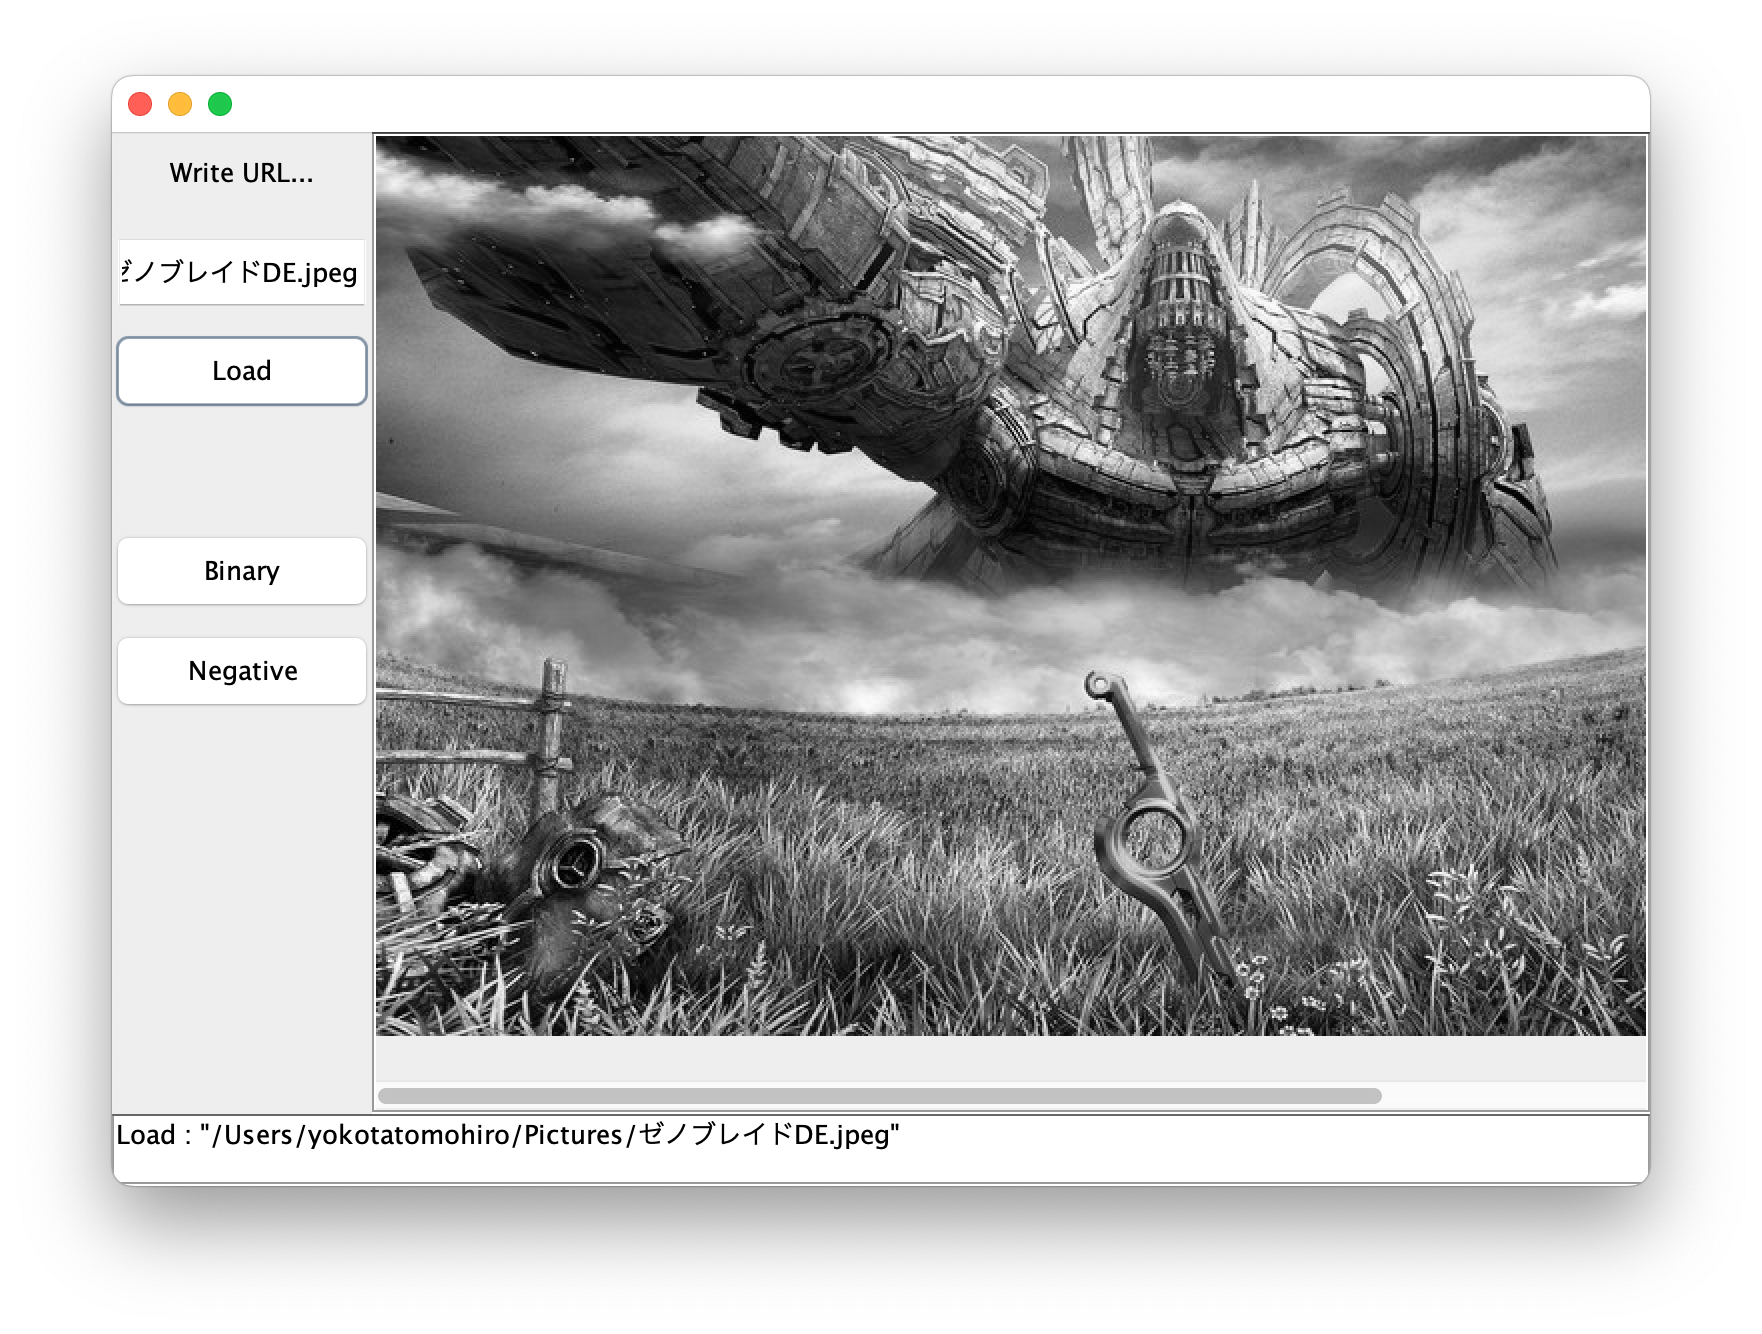 Write URL...
ゼノブレイドDE.jpeg
Load
Binary
Negative
Load : "/Users/yokotatomohiro/Pictures/ゼノブレイドDE.jpeg"